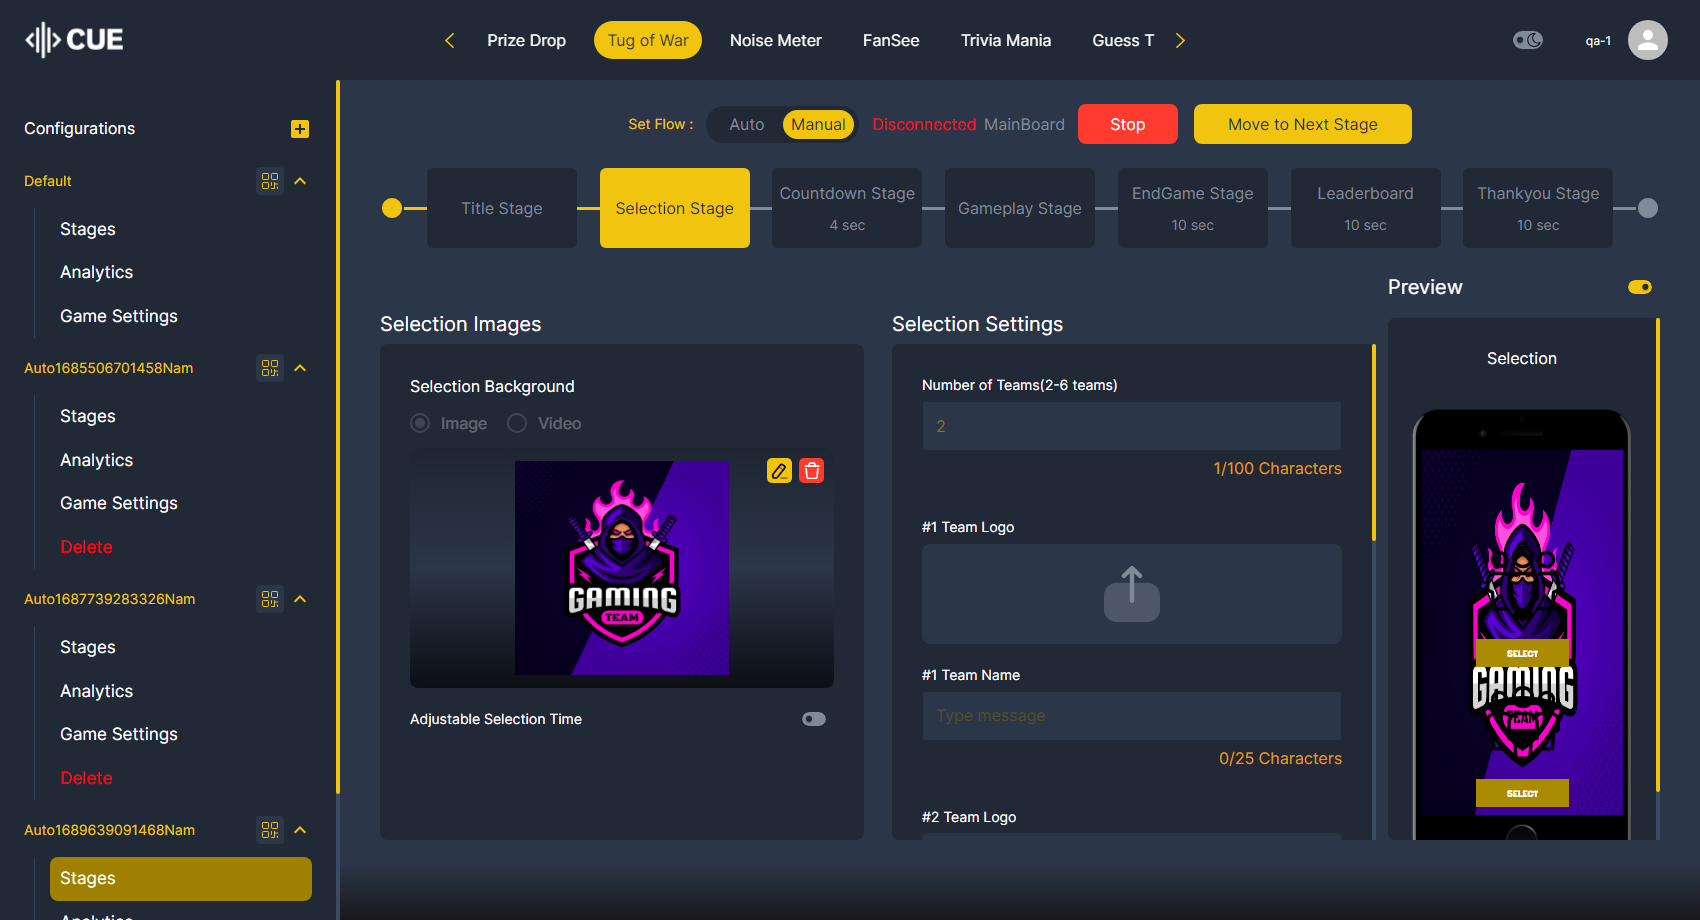 CUE
Prize Drop
Tug of War
Noise Meter
FanSee
Trivia Mania
Guess T
qa-1
Configurations
Default
Stages
Analytics
Game Settings
Auto1685506701458Nam
Stages
Analytics
Game Settings
Delete
Auto1687739283326Nam
Stages
Analytics
Game Settings
Delete
Auto1689639091468Nam
Stages
Analytics
Set Flow :
Auto
Manual
Disconnected MainBoard
Stop
Move to Next Stage
Title Stage
Selection Stage
Countdown Stage
4 sec
Gameplay Stage
EndGame Stage
10 sec
Leaderboard
10 sec
Thankyou Stage
10 sec
Selection Images
Selection Background
Image
Video
GAMING
TEAM
Adjustable Selection Time
Selection Settings
Number of Teams(2-6 teams)
2
1/100 Characters
#1 Team Logo
#1 Team Name
Type message
0/25 Characters
#2 Team Logo
Preview
Selection
SELECT
GAMING
TEAM
SELECT